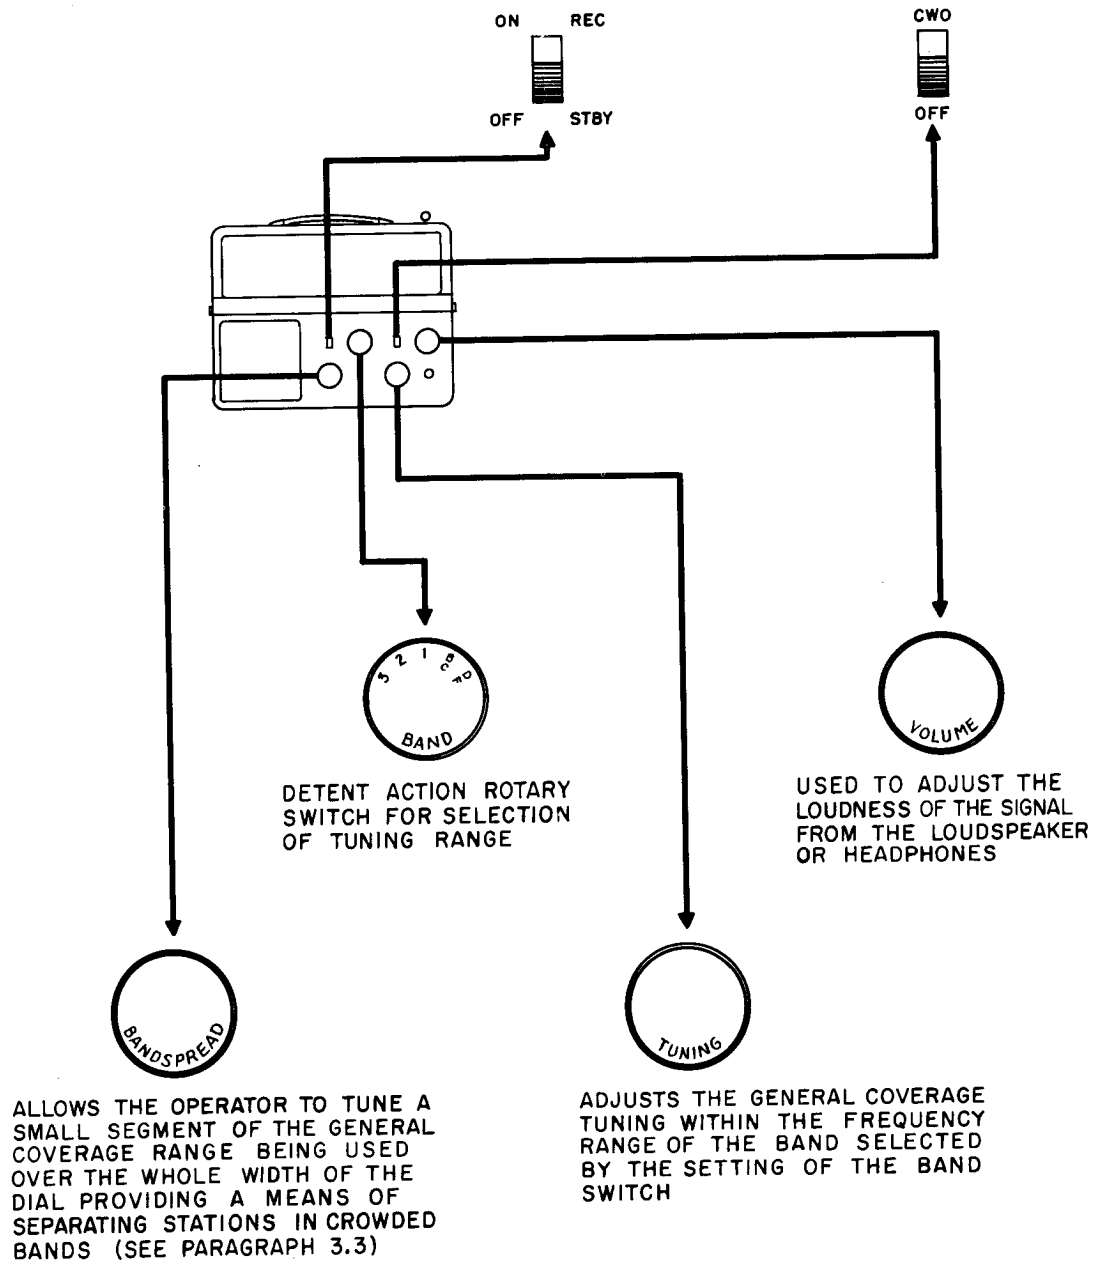 ON REC
OFF STBY
CWO
OFF
3 2 1 BC DF
BAND
DETENT ACTION ROTARY
SWITCH FOR SELECTION
OF TUNING RANGE
VOLUME
USED TO ADJUST THE
LOUDNESS OF THE SIGNAL
FROM THE LOUDSPEAKER
OR HEADPHONES
BANDSPREAD
ALLOWS THE OPERATOR TO TUNE A
SMALL SEGMENT OF THE GENERAL
COVERAGE RANGE BEING USED
OVER THE WHOLE WIDTH OF THE
DIAL PROVIDING A MEANS OF
SEPARATING STATIONS IN CROWDED
BANDS (SEE PARAGRAPH 3.3)
TUNING
ADJUSTS THE GENERAL COVERAGE
TUNING WITHIN THE FREQUENCY
RANGE OF THE BAND SELECTED
BY THE SETTING OF THE BAND
SWITCH